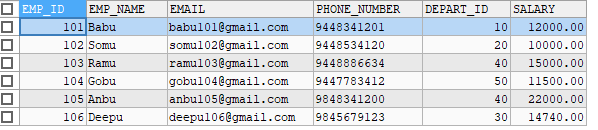 EMP_ID EMP_NAME EMAIL PHONE_NUMBER DEPART_ID SALARY
101 Babu babu101@gmail.com 9448341201 10 12000.00
102 Somu somu102@gmail.com 9448534120 20 10000.00
103 Ramu ramu103@gmail.com 9448886634 40 15000.00
104 Gobu gobu104@gmail.com 9447783412 50 11500.00
105 Anbu anbu105@gmail.com 9848341200 40 22000.00
106 Deepu deepu106@gmail.com 9845679123 30 14740.00